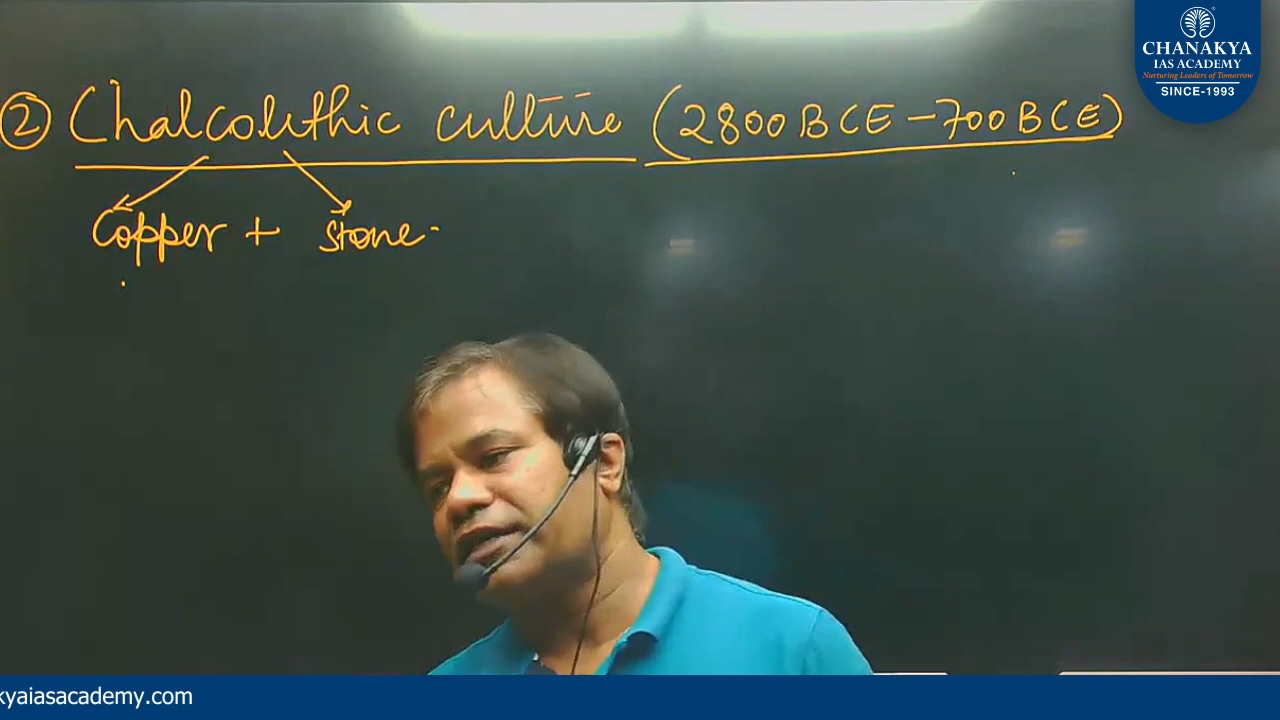 CHANAKYA
IAS ACADEMY
Nurturing Leaders of Tomorrow
SINCE-1993
② Chalcolithic culture (2800 BCE - 700 BCE)
Copper + stone
kyaiasacademy.com